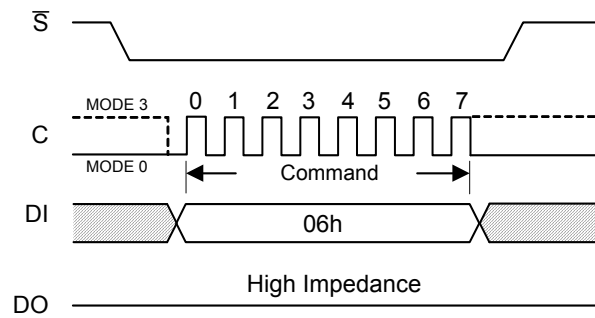 S̅
MODE 3 0 1 2 3 4 5 6 7
C
MODE 0
Command
DI
06h
High Impedance
DO